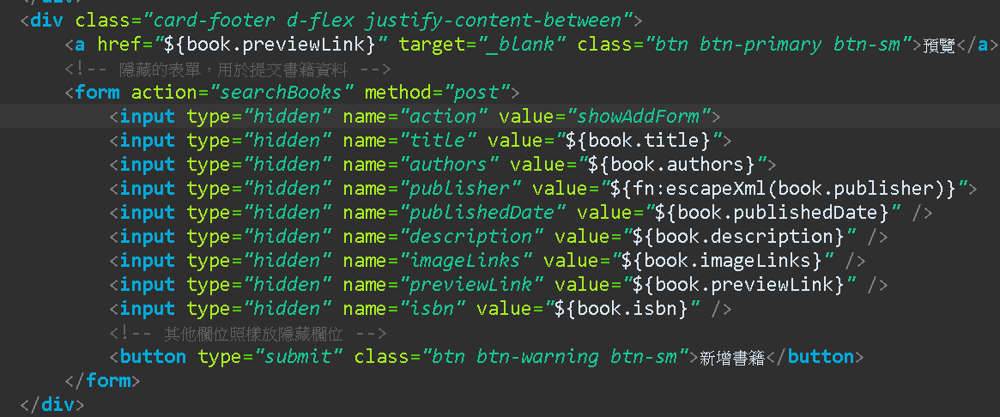 </div>
<div class="card-footer d-flex justify-content-between">
<a href="${book.previewLink}" target="_blank" class="btn btn-primary btn-sm">預覽</a>
<!-- 隱藏的表單，用於提交書籍資料 -->
<form action="searchBooks" method="post">
<input type="hidden" name="action" value="showAddForm">
<input type="hidden" name="title" value="${book.title}">
<input type="hidden" name="authors" value="${book.authors}">
<input type="hidden" name="publisher" value="${fn:escapeXml(book.publisher)}">
<input type="hidden" name="publishedDate" value="${book.publishedDate}" />
<input type="hidden" name="description" value="${book.description}" />
<input type="hidden" name="imageLinks" value="${book.imageLinks}" />
<input type="hidden" name="previewLink" value="${book.previewLink}" />
<input type="hidden" name="isbn" value="${book.isbn}" />
<!-- 其他欄位照樣放隱藏欄位 -->
<button type="submit" class="btn btn-warning btn-sm">新增書籍</button>
</form>
</div>